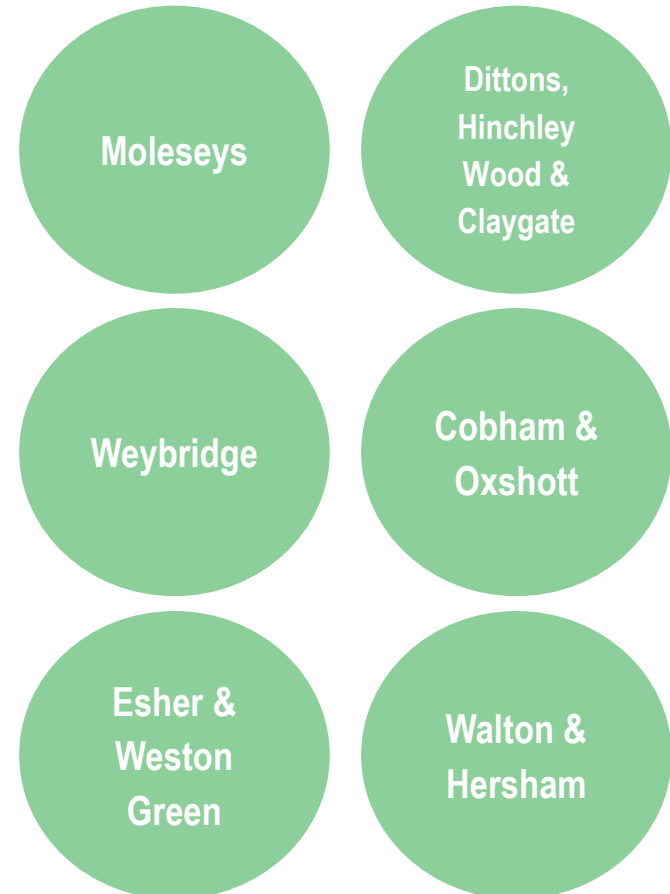 Moleseys
Dittons,
Hinchley
Wood &
Claygate
Weybridge
Cobham &
Oxshott
Esher &
Weston
Green
Walton &
Hersham